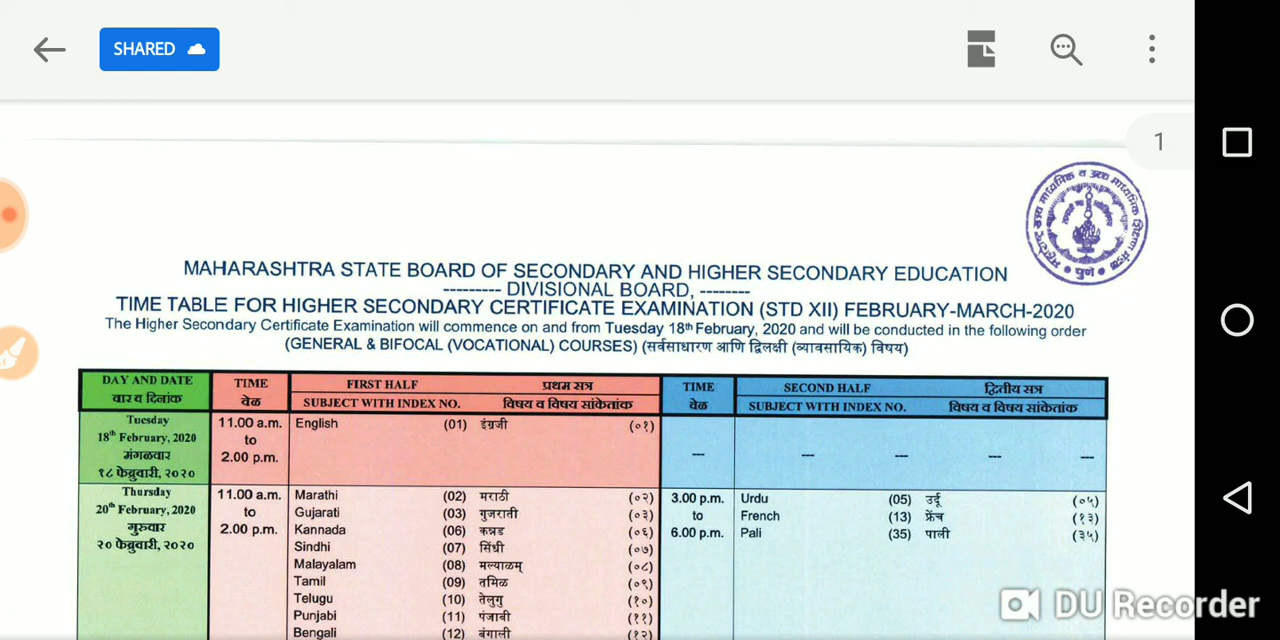 SHARED
1
महाराष्ट्र राज्य माध्यमिक व उच्च माध्यमिक शिक्षण मंडळ
पुणे
MAHARASHTRA STATE BOARD OF SECONDARY AND HIGHER SECONDARY EDUCATION
--------- DIVISIONAL BOARD, --------
TIME TABLE FOR HIGHER SECONDARY CERTIFICATE EXAMINATION (STD XII) FEBRUARY-MARCH-2020
The Higher Secondary Certificate Examination will commence on and from Tuesday 18th February, 2020 and will be conducted in the following order
(GENERAL & BIFOCAL (VOCATIONAL) COURSES) (सर्वसाधारण आणि द्विलक्षी (व्यावसायिक) विषय)
DAY AND DATE TIME FIRST HALF प्रथम सत्र TIME SECOND HALF द्वितीय सत्र
वार व दिनांक वेळ SUBJECT WITH INDEX NO. विषय व विषय सांकेतांक वेळ SUBJECT WITH INDEX NO. विषय व विषय सांकेतांक
Tuesday 11.00 a.m. English (01) इंग्रजी (०१)
18th February, 2020 to
मंगळवार 2.00 p.m. --- --- --- --- ---
१८ फेब्रुवारी, २०२०
Thursday 11.00 a.m. Marathi (02) मराठी (०२) 3.00 p.m. Urdu (05) उर्दू (०५)
20th February, 2020 to Gujarati (03) गुजराती (०३) to French (13) फ्रेंच (१३)
गुरुवार 2.00 p.m. Kannada (06) कन्नड (०६) 6.00 p.m. Pali (35) पाली (३५)
२० फेब्रुवारी, २०२० Sindhi (07) सिंधी (०७)
Malayalam (08) मल्याळम् (०८)
Tamil (09) तमिळ (०९)
Telugu (10) तेलुगु (१०)
Punjabi (11) पंजाबी (११)
Bengali (12) बंगाली (१२)
DU Recorder